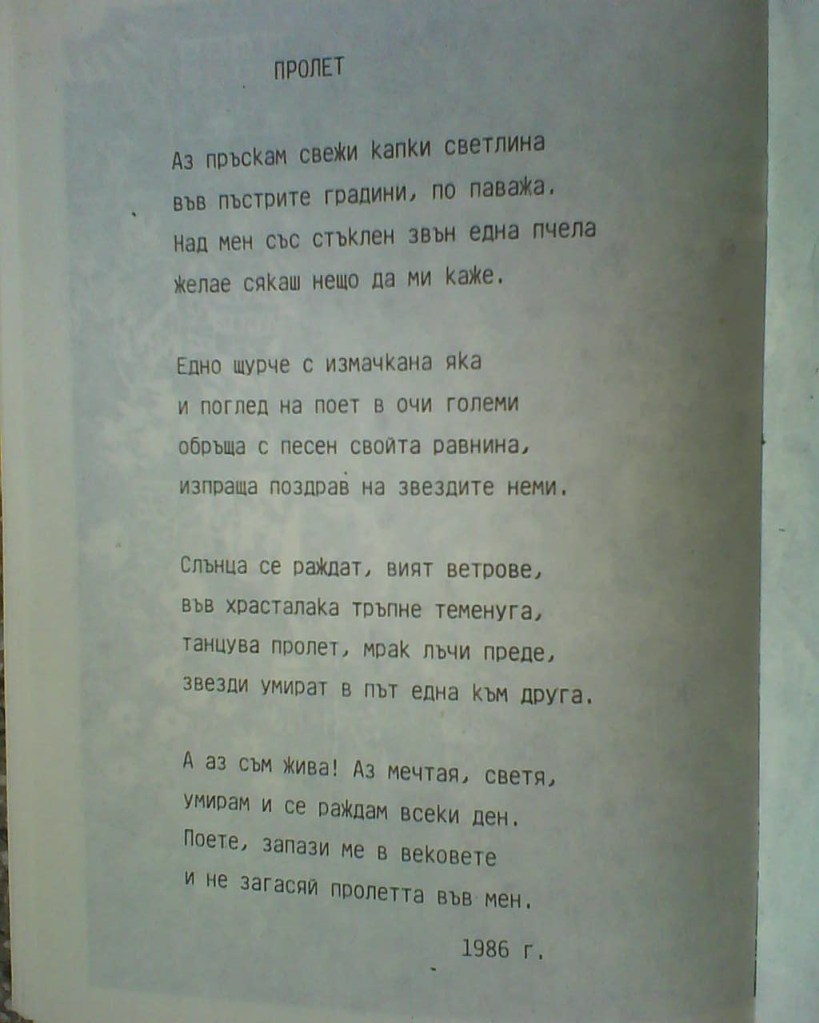 ПРОЛЕТ
Аз пръскам свежи капки светлина
във пъстрите градини, по паважа.
Над мен със стъклен звън една пчела
желае сякаш нещо да ми каже.
Едно щурче с измачкана яка
и поглед на поет в очи големи
обръща с песен свойта равнина,
изпраща поздрав на звездите неми.
Слънца се раждат, вият ветрове,
във храсталака тръпне теменуга,
танцува пролет, мрак лъчи преде,
звезди умират в път една към друга.
А аз съм жива! Аз мечтая, светя,
умирам и се раждам всеки ден.
Поете, запази ме в вековете
и не загасяй пролетта във мен.
1986 г.